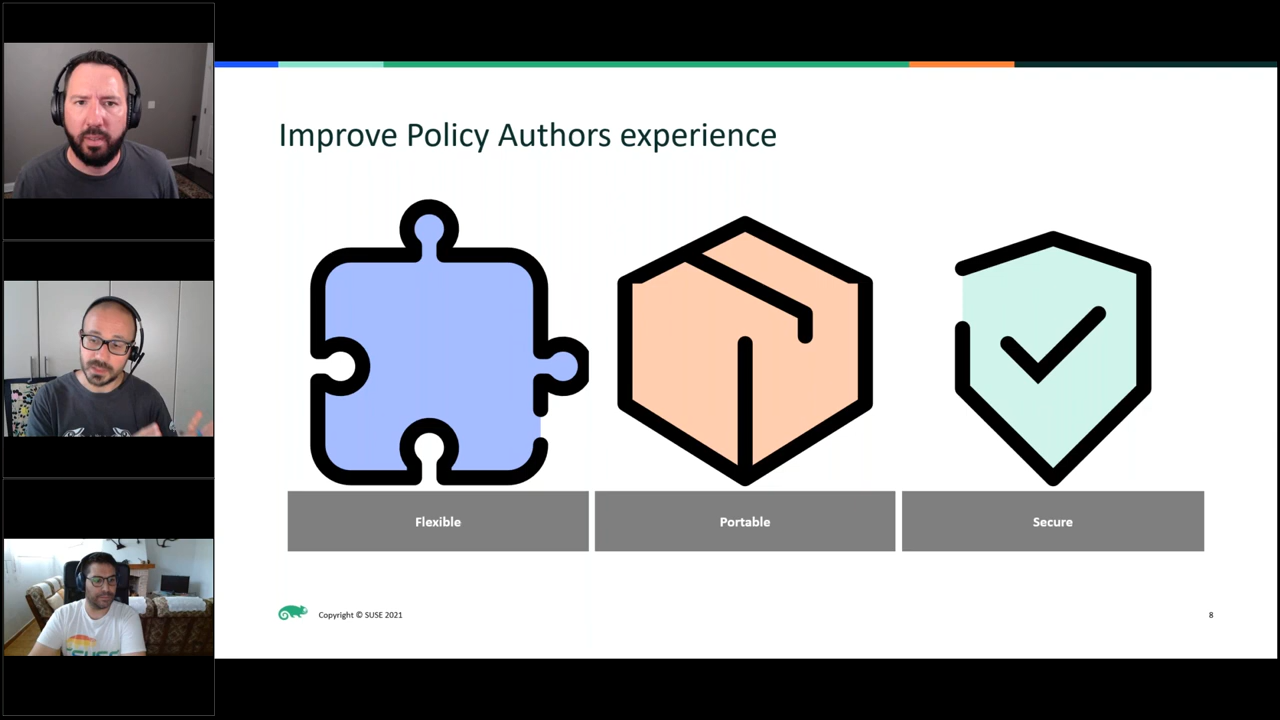 Improve Policy Authors experience
Flexible
Portable
Secure
Copyright © SUSE 2021
8